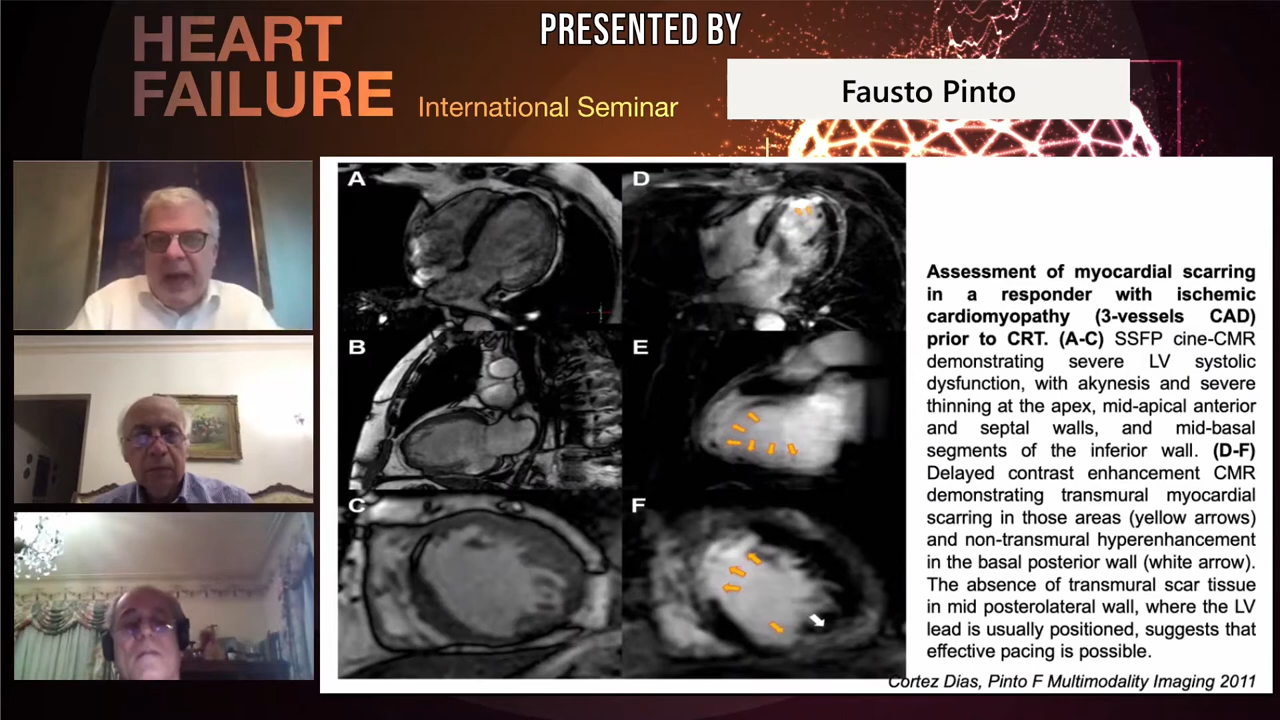 PRESENTED BY
HEART
FAILURE International Seminar
Fausto Pinto
A
D
B
E
C
F
Assessment of myocardial scarring
in a responder with ischemic
cardiomyopathy (3-vessels CAD)
prior to CRT. (A-C) SSFP cine-CMR
demonstrating severe LV systolic
dysfunction, with akynesis and severe
thinning at the apex, mid-apical anterior
and septal walls, and mid-basal
segments of the inferior wall. (D-F)
Delayed contrast enhancement CMR
demonstrating transmural myocardial
scarring in those areas (yellow arrows)
and non-transmural hyperenhancement
in the basal posterior wall (white arrow).
The absence of transmural scar tissue
in mid posterolateral wall, where the LV
lead is usually positioned, suggests that
effective pacing is possible.
Cortez Dias, Pinto F Multimodality Imaging 2011